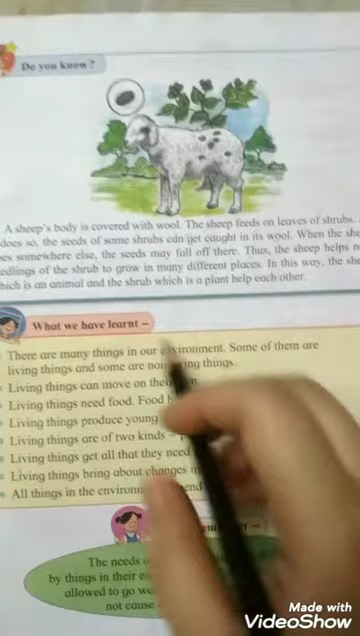 Do you know ?
A sheep's body is covered with wool. The sheep feeds on leaves of shrubs.
does so, the seeds of some shrubs can get caught in its wool. When the she
es somewhere else, the seeds may fall off there. Thus, the sheep helps n
edlings of the shrub to grow in many different places. In this way, the she
hich is an animal and the shrub which is a plant help each other.
What we have learnt –
There are many things in our environment. Some of them are
living things and some are non things.
Living things can move on
Living things need food. Food
Living things produce young
Living things are of two kinds –
Living things get all that they need
Living things bring about changes
All things in the
The needs
by things in their
allowed to go
not cause
Made with
VideoShow